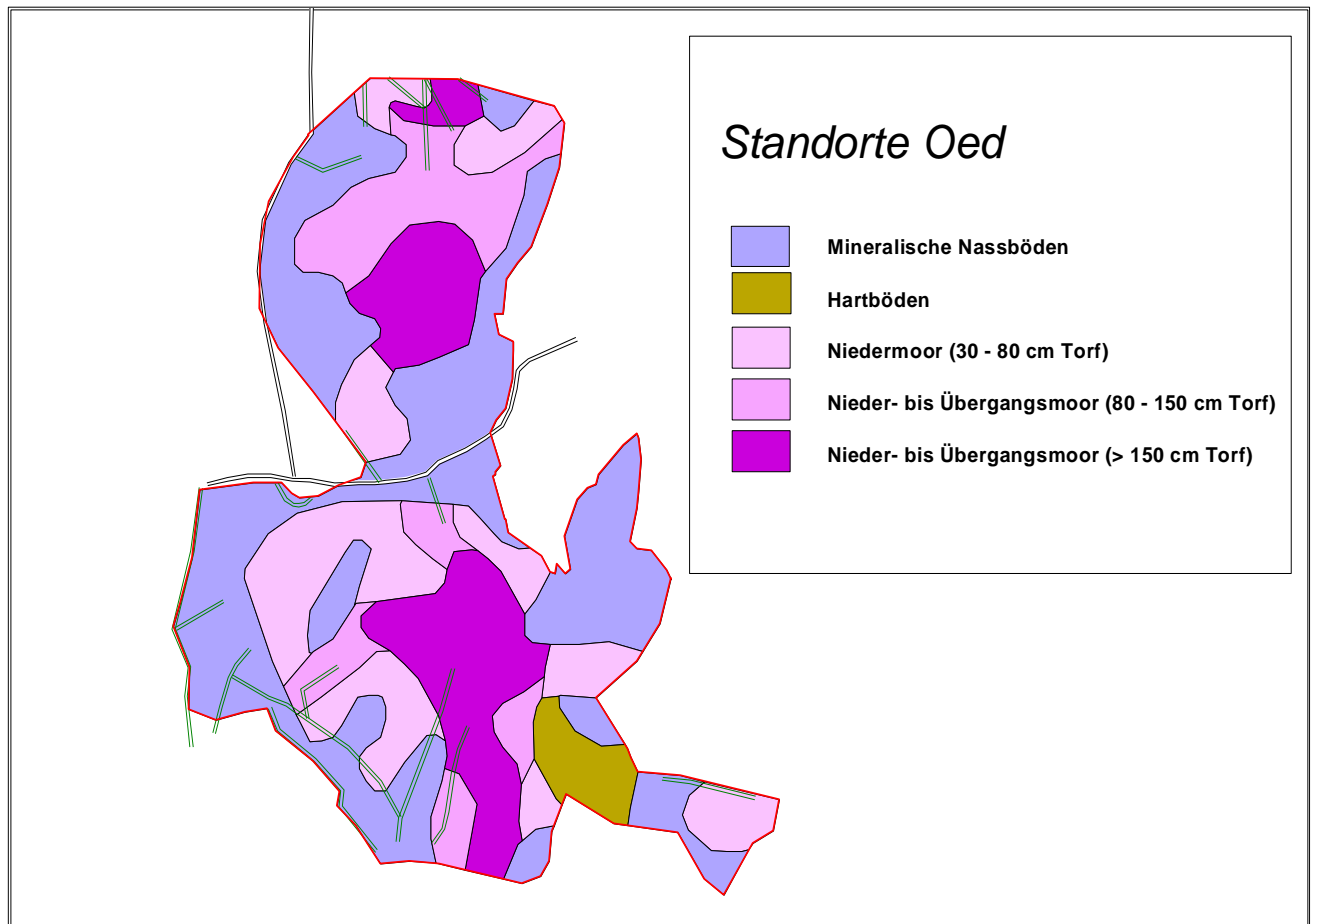 Standorte Oed
Mineralische Nassböden
Hartböden
Niedermoor (30 - 80 cm Torf)
Nieder- bis Übergangsmoor (80 - 150 cm Torf)
Nieder- bis Übergangsmoor (> 150 cm Torf)